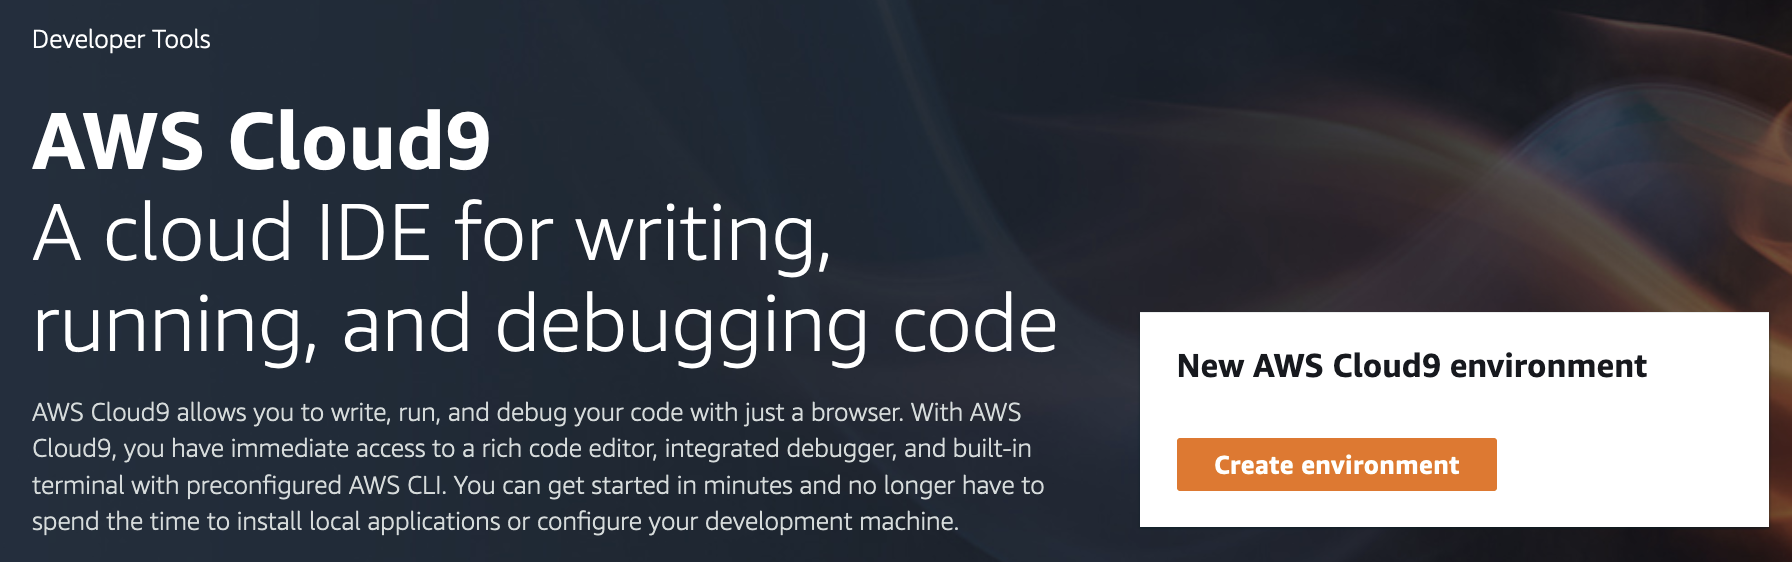 Developer Tools
AWS Cloud9
A cloud IDE for writing,
running, and debugging code
AWS Cloud9 allows you to write, run, and debug your code with just a browser. With AWS
Cloud9, you have immediate access to a rich code editor, integrated debugger, and built-in
terminal with preconfigured AWS CLI. You can get started in minutes and no longer have to
spend the time to install local applications or configure your development machine.
New AWS Cloud9 environment
Create environment